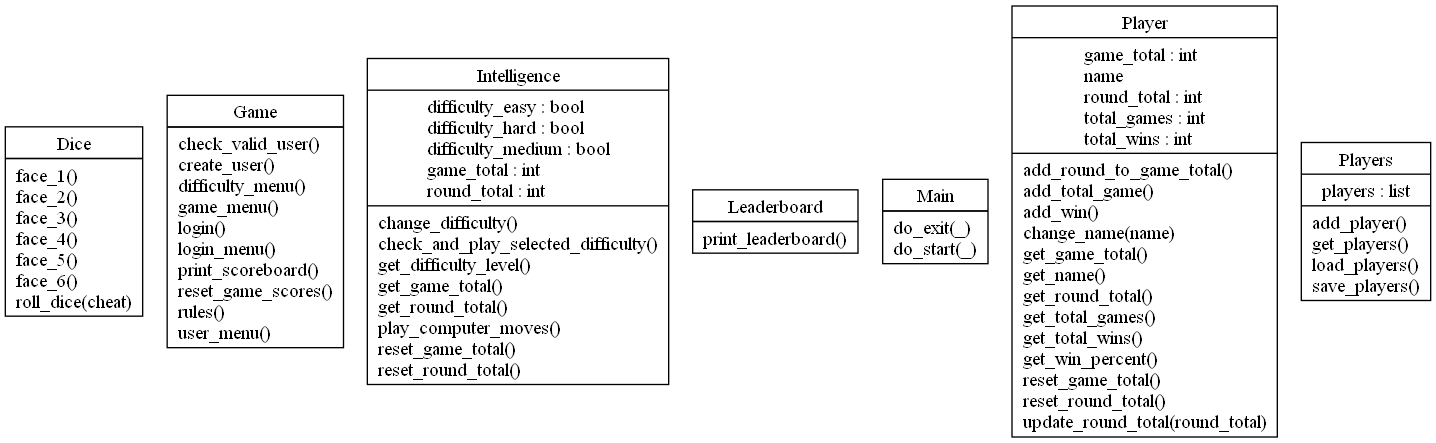 Dice
face_1()
face_2()
face_3()
face_4()
face_5()
face_6()
roll_dice(cheat)
Game
check_valid_user()
create_user()
difficulty_menu()
game_menu()
login()
login_menu()
print_scoreboard()
reset_game_scores()
rules()
user_menu()
Intelligence
difficulty_easy : bool
difficulty_hard : bool
difficulty_medium : bool
game_total : int
round_total : int
change_difficulty()
check_and_play_selected_difficulty()
get_difficulty_level()
get_game_total()
get_round_total()
play_computer_moves()
reset_game_total()
reset_round_total()
Leaderboard
print_leaderboard()
Main
do_exit(_)
do_start(_)
Player
game_total : int
name
round_total : int
total_games : int
total_wins : int
add_round_to_game_total()
add_total_game()
add_win()
change_name(name)
get_game_total()
get_name()
get_round_total()
get_total_games()
get_total_wins()
get_win_percent()
reset_game_total()
reset_round_total()
update_round_total(round_total)
Players
players : list
add_player()
get_players()
load_players()
save_players()